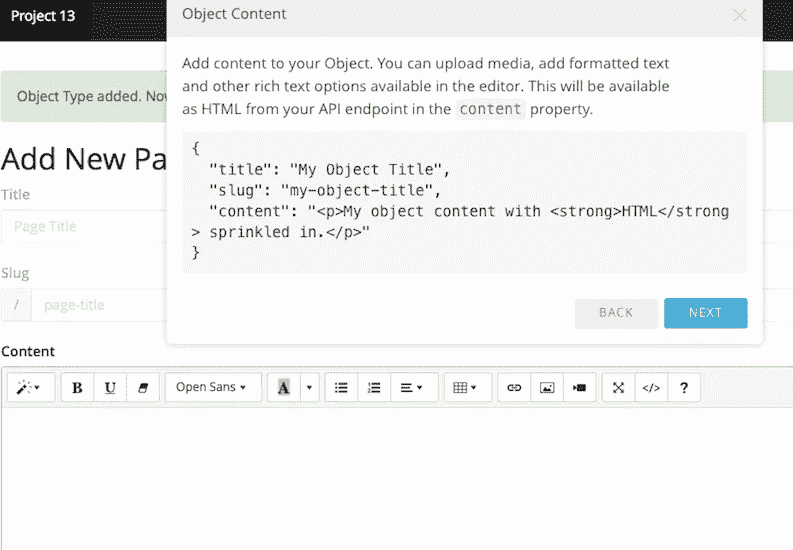 Project 13
Object Content
Add content to your Object. You can upload media, add formatted text
and other rich text options available in the editor. This will be available
as HTML from your API endpoint in the content property.
{
"title": "My Object Title",
"slug": "my-object-title",
"content": "<p>My object content with <strong>HTML</strong
> sprinkled in.</p>"
}
BACK NEXT
Object Type added.
Add New
Title
Page Title
Slug
/ page-title
Content
B U Open Sans A </> ?